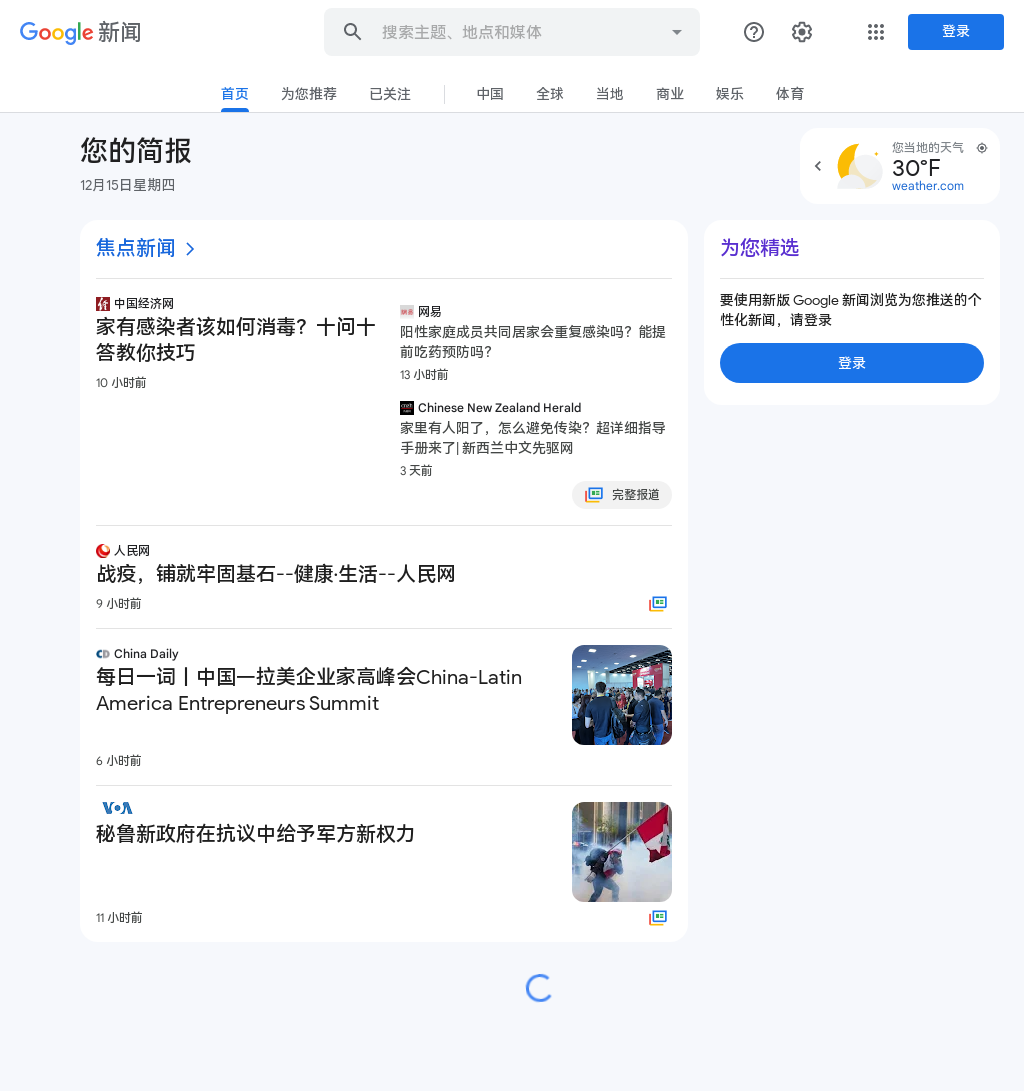 Google 新闻
搜索主题、地点和媒体
登录
首页
为您推荐
已关注
中国
全球
当地
商业
娱乐
体育
您的简报
12月15日星期四
您当地的天气
30°F
weather.com
焦点新闻
中国经济网
家有感染者该如何消毒？十问十
答教你技巧
10 小时前
网易
阳性家庭成员共同居家会重复感染吗？能提
前吃药预防吗？
13 小时前
Chinese New Zealand Herald
家里有人阳了，怎么避免传染？超详细指导
手册来了| 新西兰中文先驱网
3 天前
完整报道
人民网
战疫，铺就牢固基石--健康·生活--人民网
9 小时前
China Daily
每日一词丨中国—拉美企业家高峰会China-Latin
America Entrepreneurs Summit
6 小时前
VOA
秘鲁新政府在抗议中给予军方新权力
11 小时前
为您精选
要使用新版 Google 新闻浏览为您推送的个
性化新闻，请登录
登录